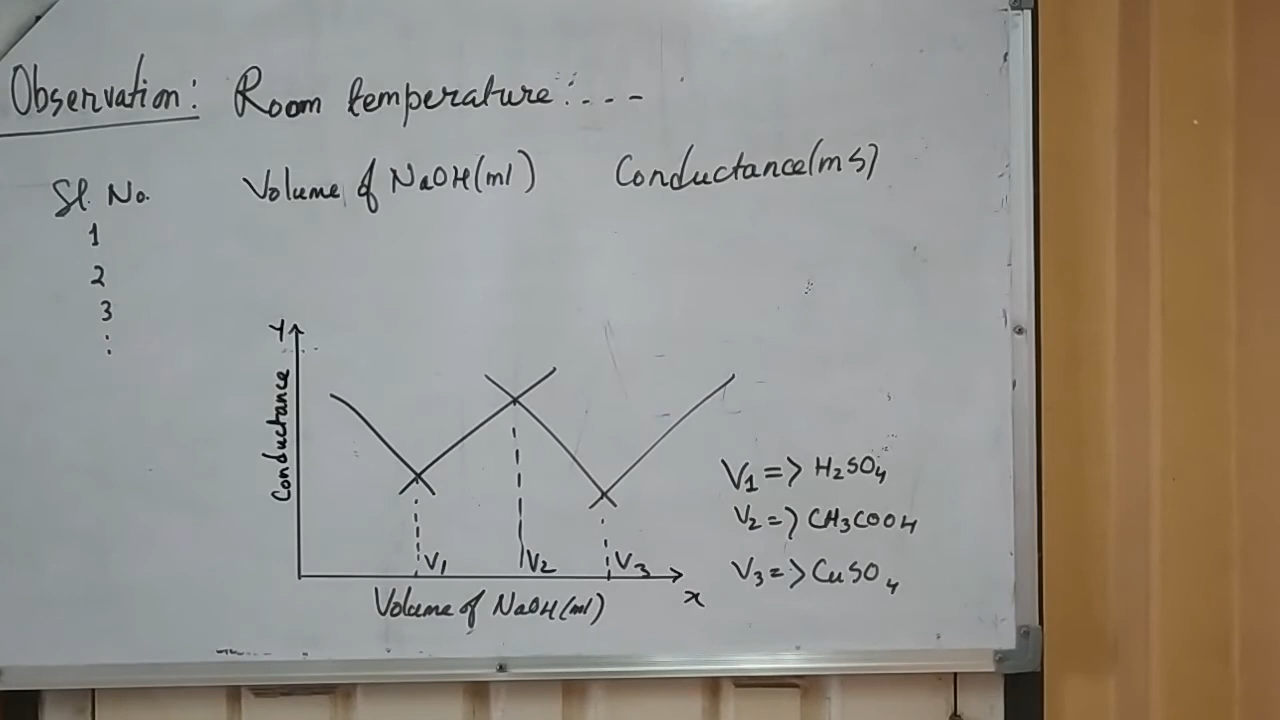 Observation: Room temperature:---
Sl. No. Volume of NaOH(ml) Conductance(mS)
1
2
3
:
Y
Conductance
V1 V2 V3
x
Volume of NaOH(ml)
V1 => H2SO4
V2 => CH3COOH
V3 => CuSO4